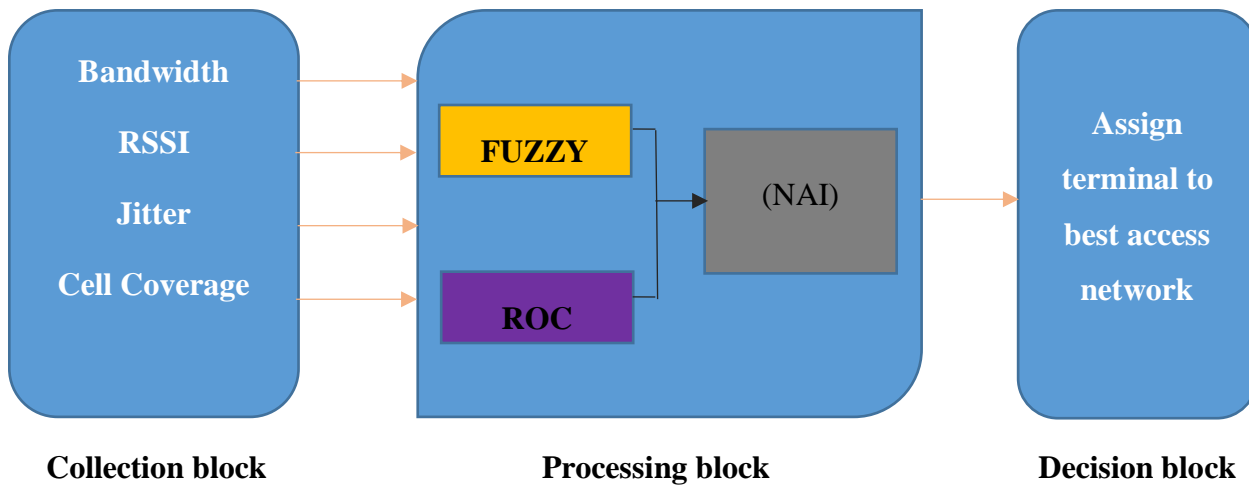 Bandwidth
RSSI
Jitter
Cell Coverage
FUZZY
ROC
(NAI)
Assign
terminal to
best access
network
Collection block
Processing block
Decision block